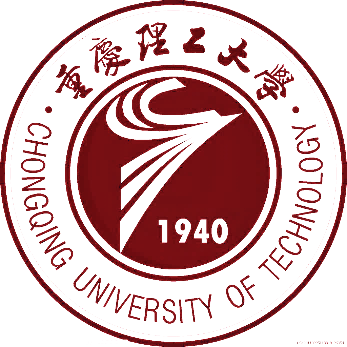 重慶理工大學
1940
CHONGQING UNIVERSITY OF TECHNOLOGY